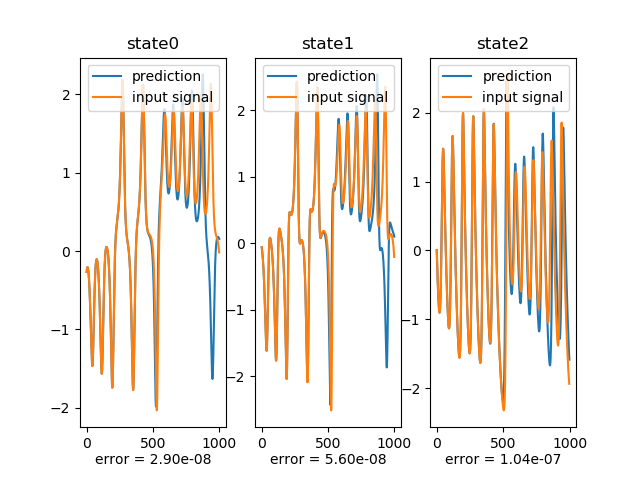 state0 state1 state2
prediction prediction prediction
input signal input signal input signal
2 2 2
1 1 1
0 0 0
−1 −1 −1
−2 −2 −2
0 500 1000 0 500 1000 0 500 1000
error = 2.90e-08 error = 5.60e-08 error = 1.04e-07